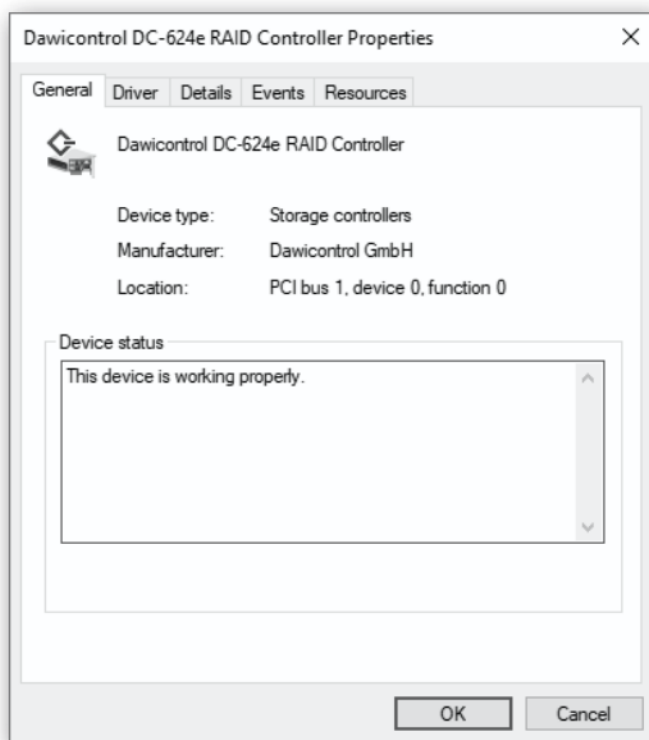 Dawicontrol DC-624e RAID Controller Properties
General Driver Details Events Resources
Dawicontrol DC-624e RAID Controller
Device type: Storage controllers
Manufacturer: Dawicontrol GmbH
Location: PCI bus 1, device 0, function 0
Device status
This device is working properly.
OK Cancel